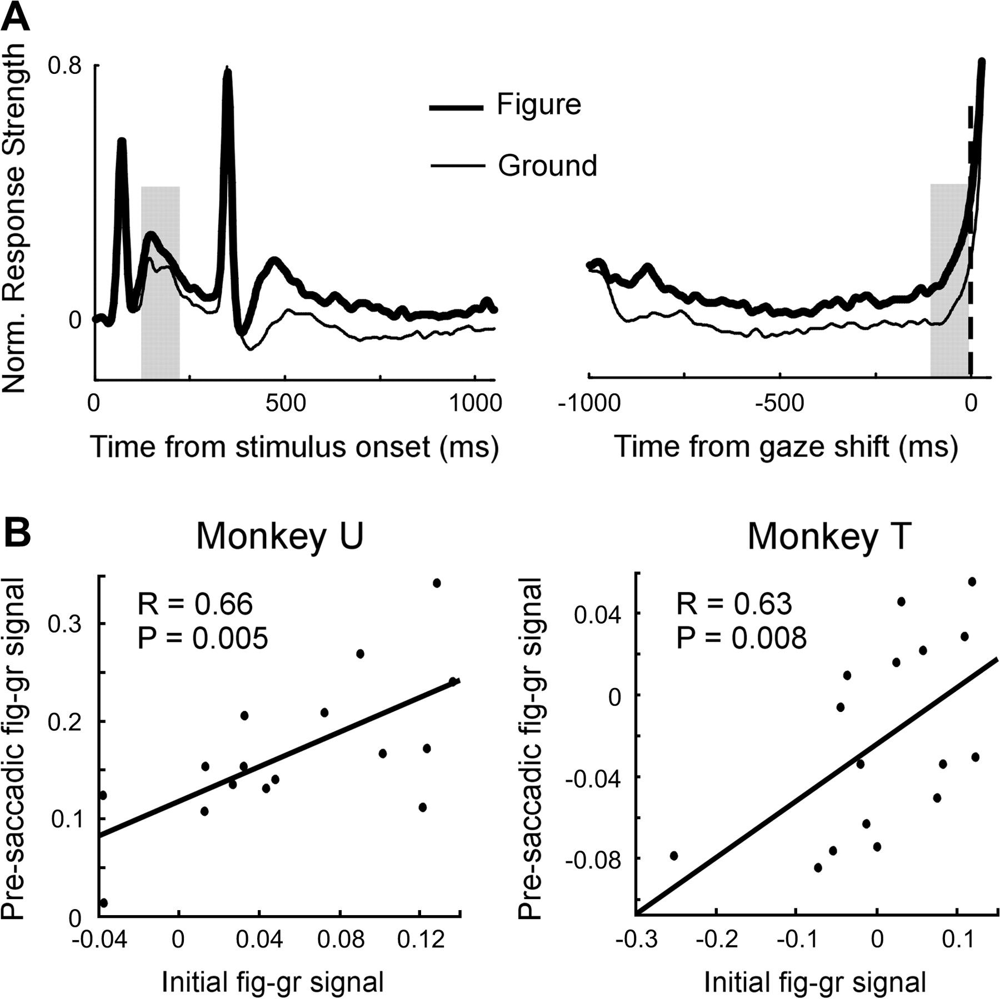 A
Norm. Response Strength
0.8
0
Figure
Ground
0 500 1000
-1000 -500 0
Time from stimulus onset (ms)
Time from gaze shift (ms)
B
Monkey U
Pre-saccadic fig-gr signal
R = 0.66
P = 0.005
0.3
0.2
0.1
0
-0.04 0 0.04 0.08 0.12
Initial fig-gr signal
Monkey T
Pre-saccadic fig-gr signal
R = 0.63
P = 0.008
0.04
0
-0.04
-0.08
-0.3 -0.2 -0.1 0 0.1
Initial fig-gr signal